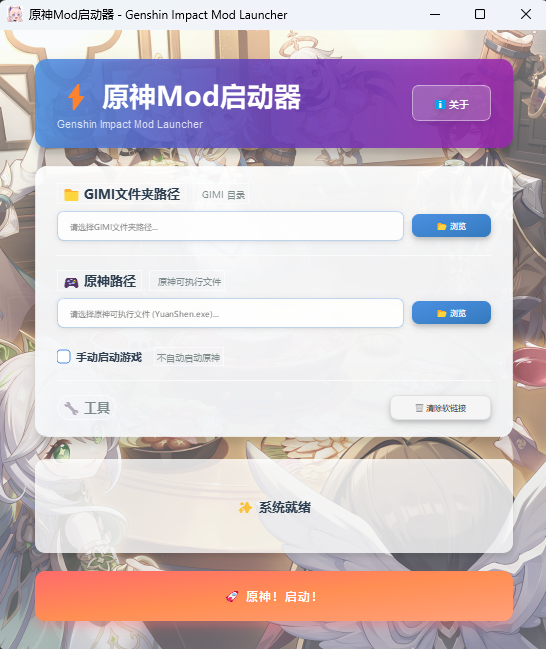 原神Mod启动器 - Genshin Impact Mod Launcher
原神Mod启动器
Genshin Impact Mod Launcher
关于
GIMI文件夹路径 GIMI 目录
请选择GIMI文件夹路径...
浏览
原神路径 原神可执行文件
请选择原神可执行文件 (YuanShen.exe)...
浏览
手动启动游戏 不自动启动原神
工具
清除软链接
系统就绪
原神！启动！